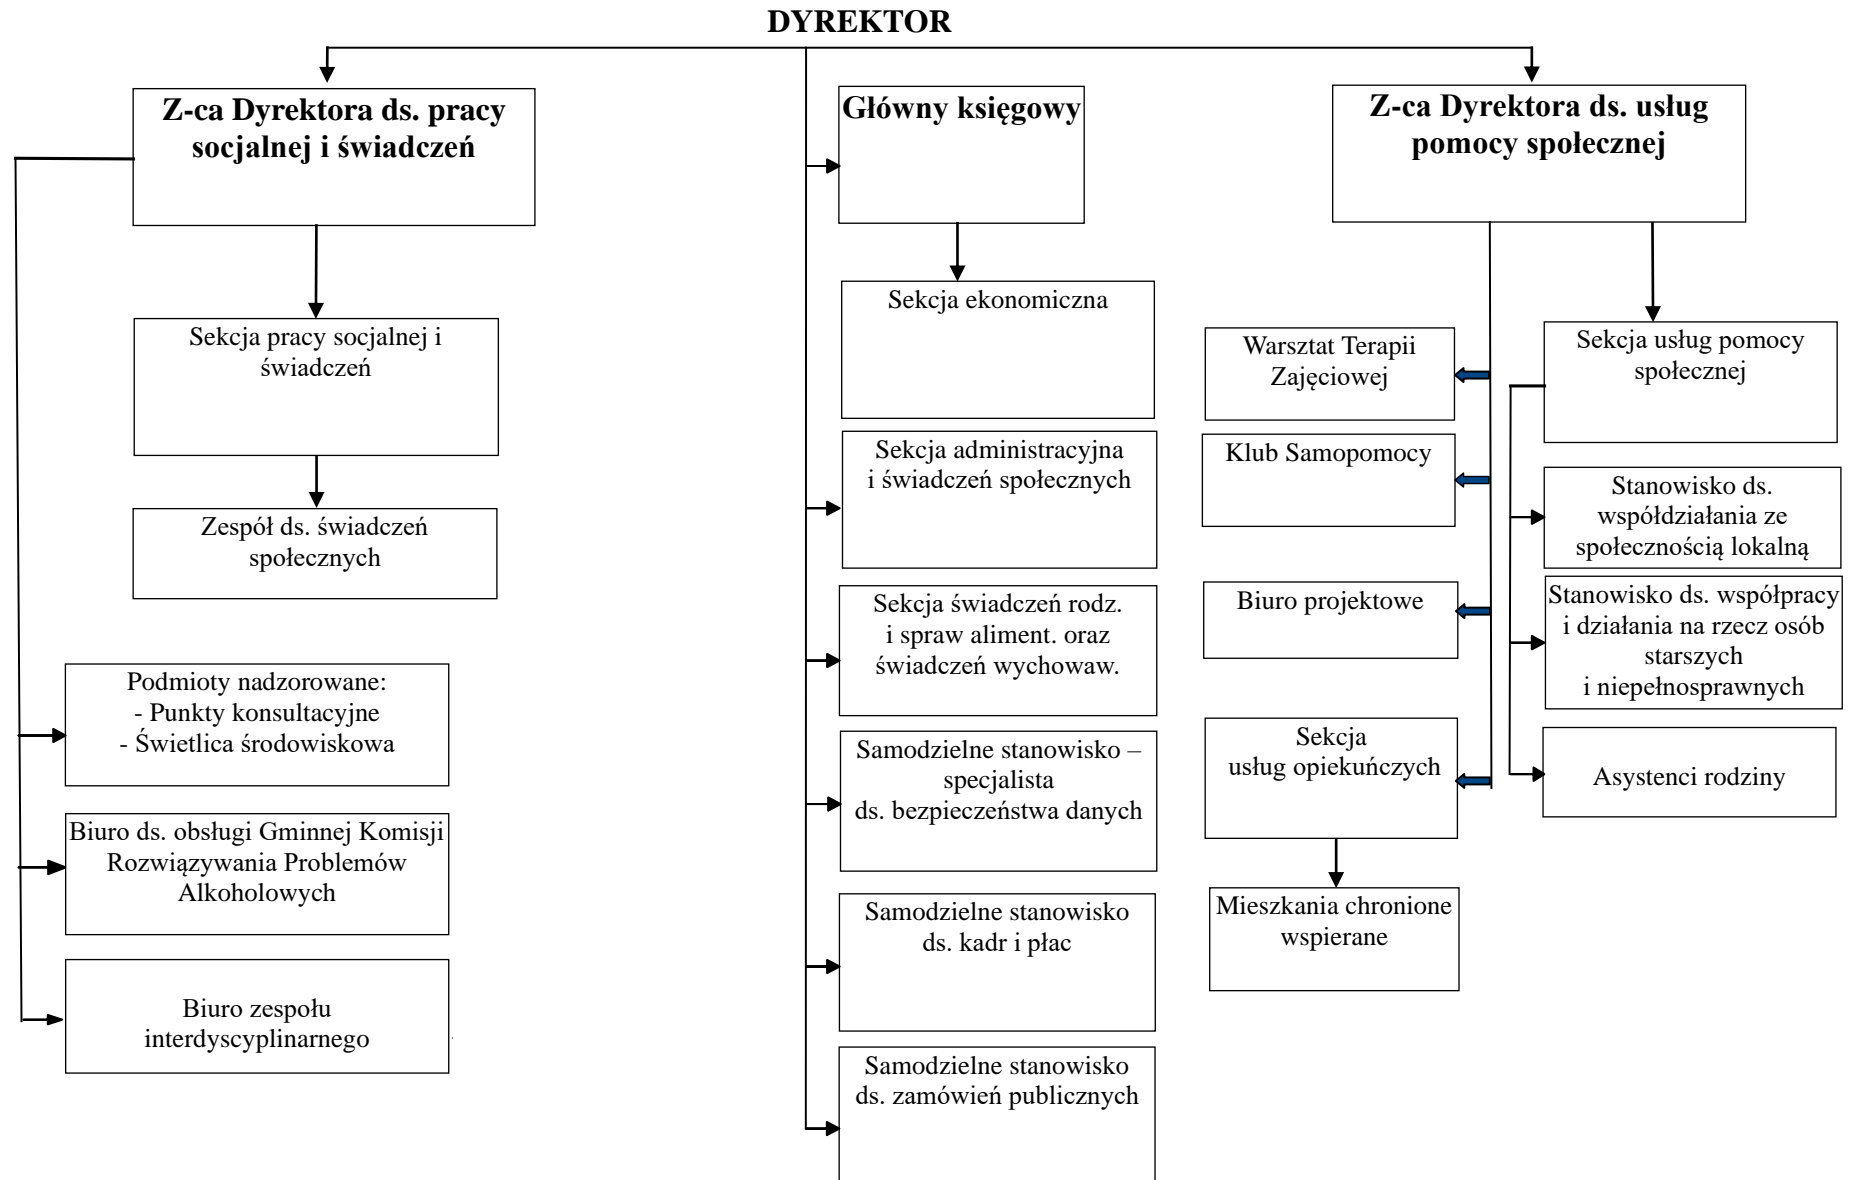 DYREKTOR
Z-ca Dyrektora ds. pracy
socjalnej i świadczeń
Sekcja pracy socjalnej i
świadczeń
Zespół ds. świadczeń
społecznych
Podmioty nadzorowane:
- Punkty konsultacyjne
- Świetlica środowiskowa
Biuro ds. obsługi Gminnej Komisji
Rozwiązywania Problemów
Alkoholowych
Biuro zespołu
interdyscyplinarnego
Główny księgowy
Sekcja ekonomiczna
Sekcja administracyjna
i świadczeń społecznych
Sekcja świadczeń rodz.
i spraw aliment. oraz
świadczeń wychowaw.
Samodzielne stanowisko –
specjalista
ds. bezpieczeństwa danych
Samodzielne stanowisko
ds. kadr i płac
Samodzielne stanowisko
ds. zamówień publicznych
Z-ca Dyrektora ds. usług
pomocy społecznej
Warsztat Terapii
Zajęciowej
Klub Samopomocy
Biuro projektowe
Sekcja
usług opiekuńczych
Mieszkania chronione
wspierane
Sekcja usług pomocy
społecznej
Stanowisko ds.
współdziałania ze
społecznością lokalną
Stanowisko ds. współpracy
i działania na rzecz osób
starszych
i niepełnosprawnych
Asystenci rodziny